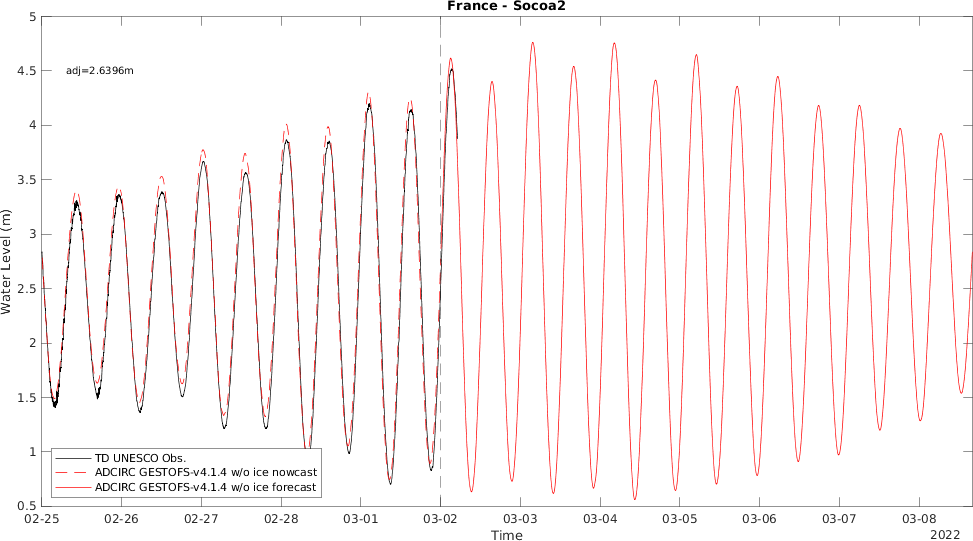 France - Socoa2
adj=2.6396m
Water Level (m)
5
4.5
4
3.5
3
2.5
2
1.5
1
0.5
TD UNESCO Obs.
ADCIRC GESTOFS-v4.1.4 w/o ice nowcast
ADCIRC GESTOFS-v4.1.4 w/o ice forecast
02-25 02-26 02-27 02-28 03-01 03-02 03-03 03-04 03-05 03-06 03-07 03-08
2022
Time